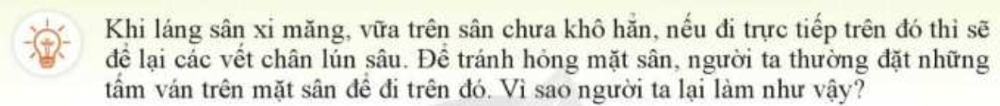 Khi láng sân xi măng, vữa trên sân chưa khô hẳn, nếu đi trực tiếp trên đó thì sẽ
để lại các vết chân lún sâu. Để tránh hỏng mặt sân, người ta thường đặt những
tấm ván trên mặt sân để đi trên đó. Vì sao người ta lại làm như vậy?